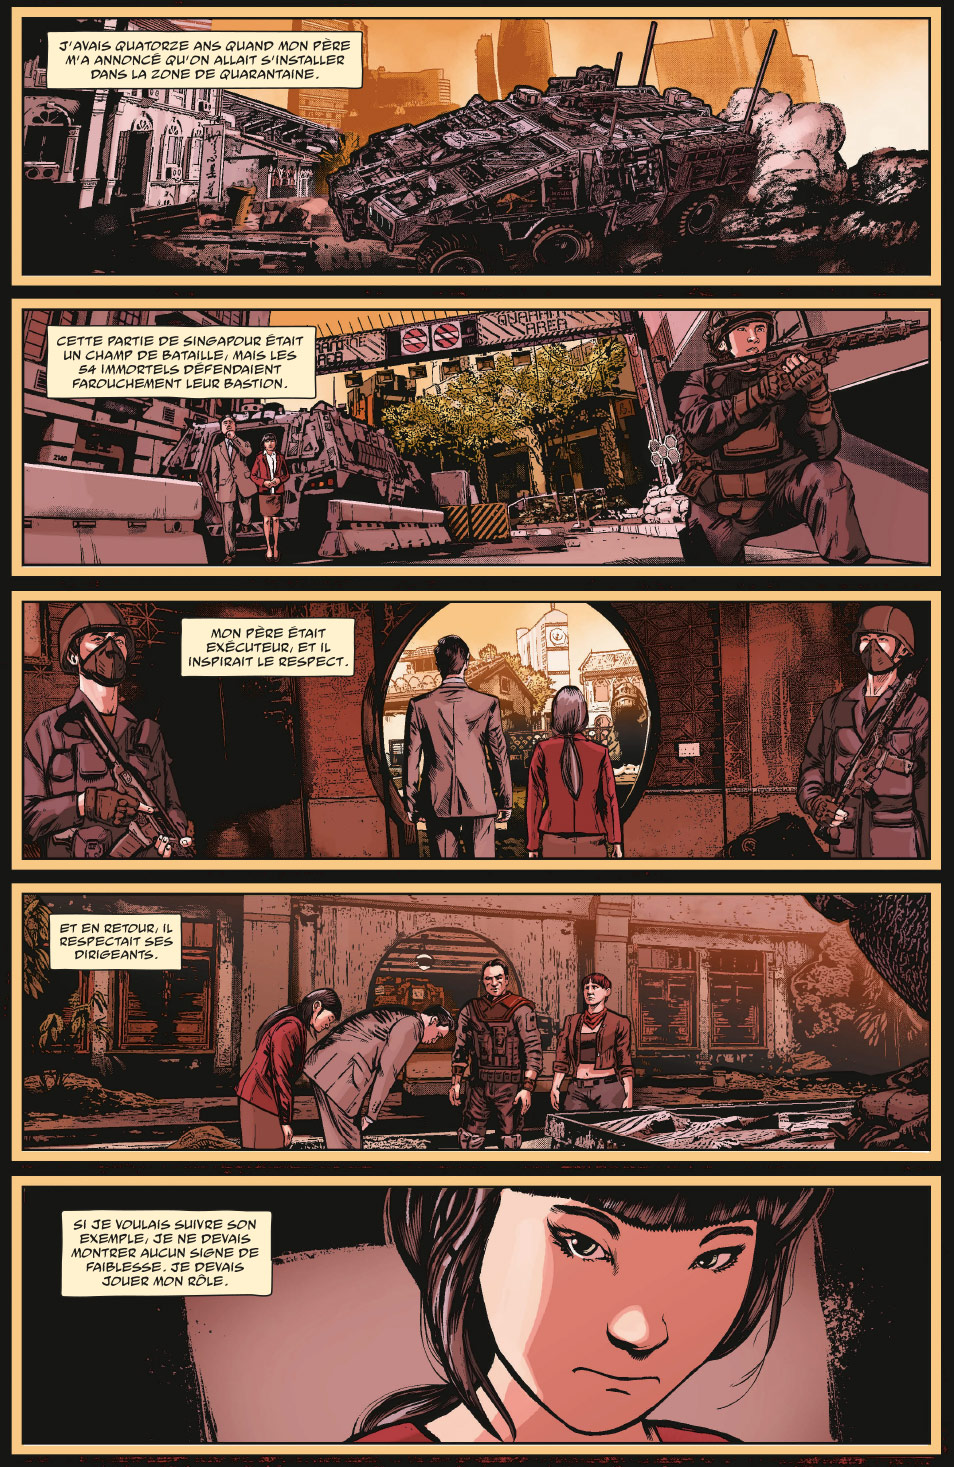 J'AVAIS QUATORZE ANS QUAND MON PÈRE
M'A ANNONCÉ QU'ON ALLAIT S'INSTALLER
DANS LA ZONE DE QUARANTAINE.
CETTE PARTIE DE SINGAPOUR ÉTAIT
UN CHAMP DE BATAILLE, MAIS LES
54 IMMORTELS DÉFENDAIENT
FAROUCHEMENT LEUR BASTION.
AREA
QUARANTINE
AREA
MON PÈRE ÉTAIT
EXÉCUTEUR, ET IL
INSPIRAIT LE RESPECT.
ET EN RETOUR, IL
RESPECTAIT SES
DIRIGEANTS.
SI JE VOULAIS SUIVRE SON
EXEMPLE, JE NE DEVAIS
MONTRER AUCUN SIGNE DE
FAIBLESSE. JE DEVAIS
JOUER MON RÔLE.